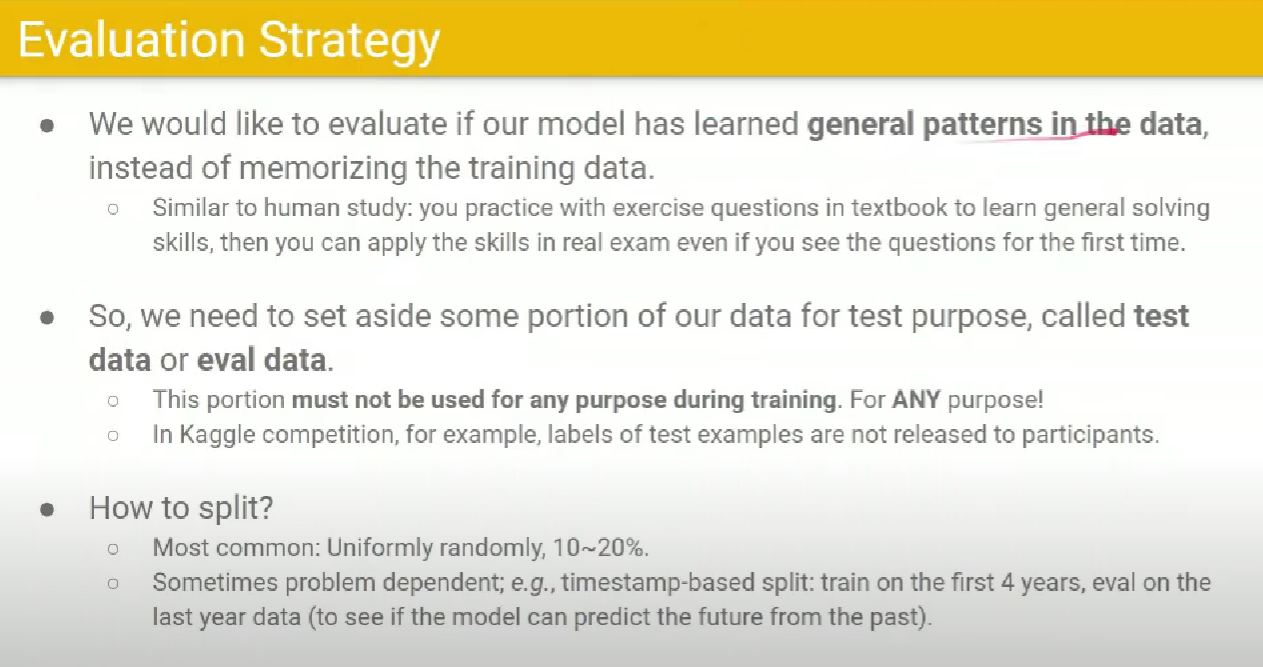 Evaluation Strategy
● We would like to evaluate if our model has learned general patterns in the data,
instead of memorizing the training data.
○ Similar to human study: you practice with exercise questions in textbook to learn general solving
skills, then you can apply the skills in real exam even if you see the questions for the first time.
● So, we need to set aside some portion of our data for test purpose, called test
data or eval data.
○ This portion must not be used for any purpose during training. For ANY purpose!
○ In Kaggle competition, for example, labels of test examples are not released to participants.
● How to split?
○ Most common: Uniformly randomly, 10~20%.
○ Sometimes problem dependent; e.g., timestamp-based split: train on the first 4 years, eval on the
last year data (to see if the model can predict the future from the past).